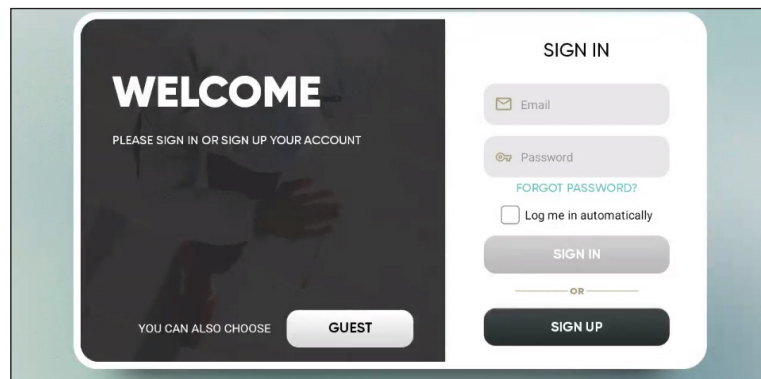 WELCOME
PLEASE SIGN IN OR SIGN UP YOUR ACCOUNT
YOU CAN ALSO CHOOSE
GUEST
SIGN IN
Email
Password
FORGOT PASSWORD?
Log me in automatically
SIGN IN
OR
SIGN UP